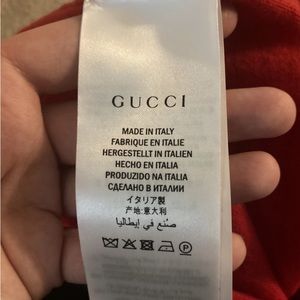 GUCCI
MADE IN ITALY
FABRIQUE EN ITALIE
HERGESTELLT IN ITALIEN
HECHO EN ITALIA
PRODUZIDO NA ITALIA
СДЕЛАНО В ИТАЛИИ
イタリア製
产地:意大利
صنع في إيطاليا